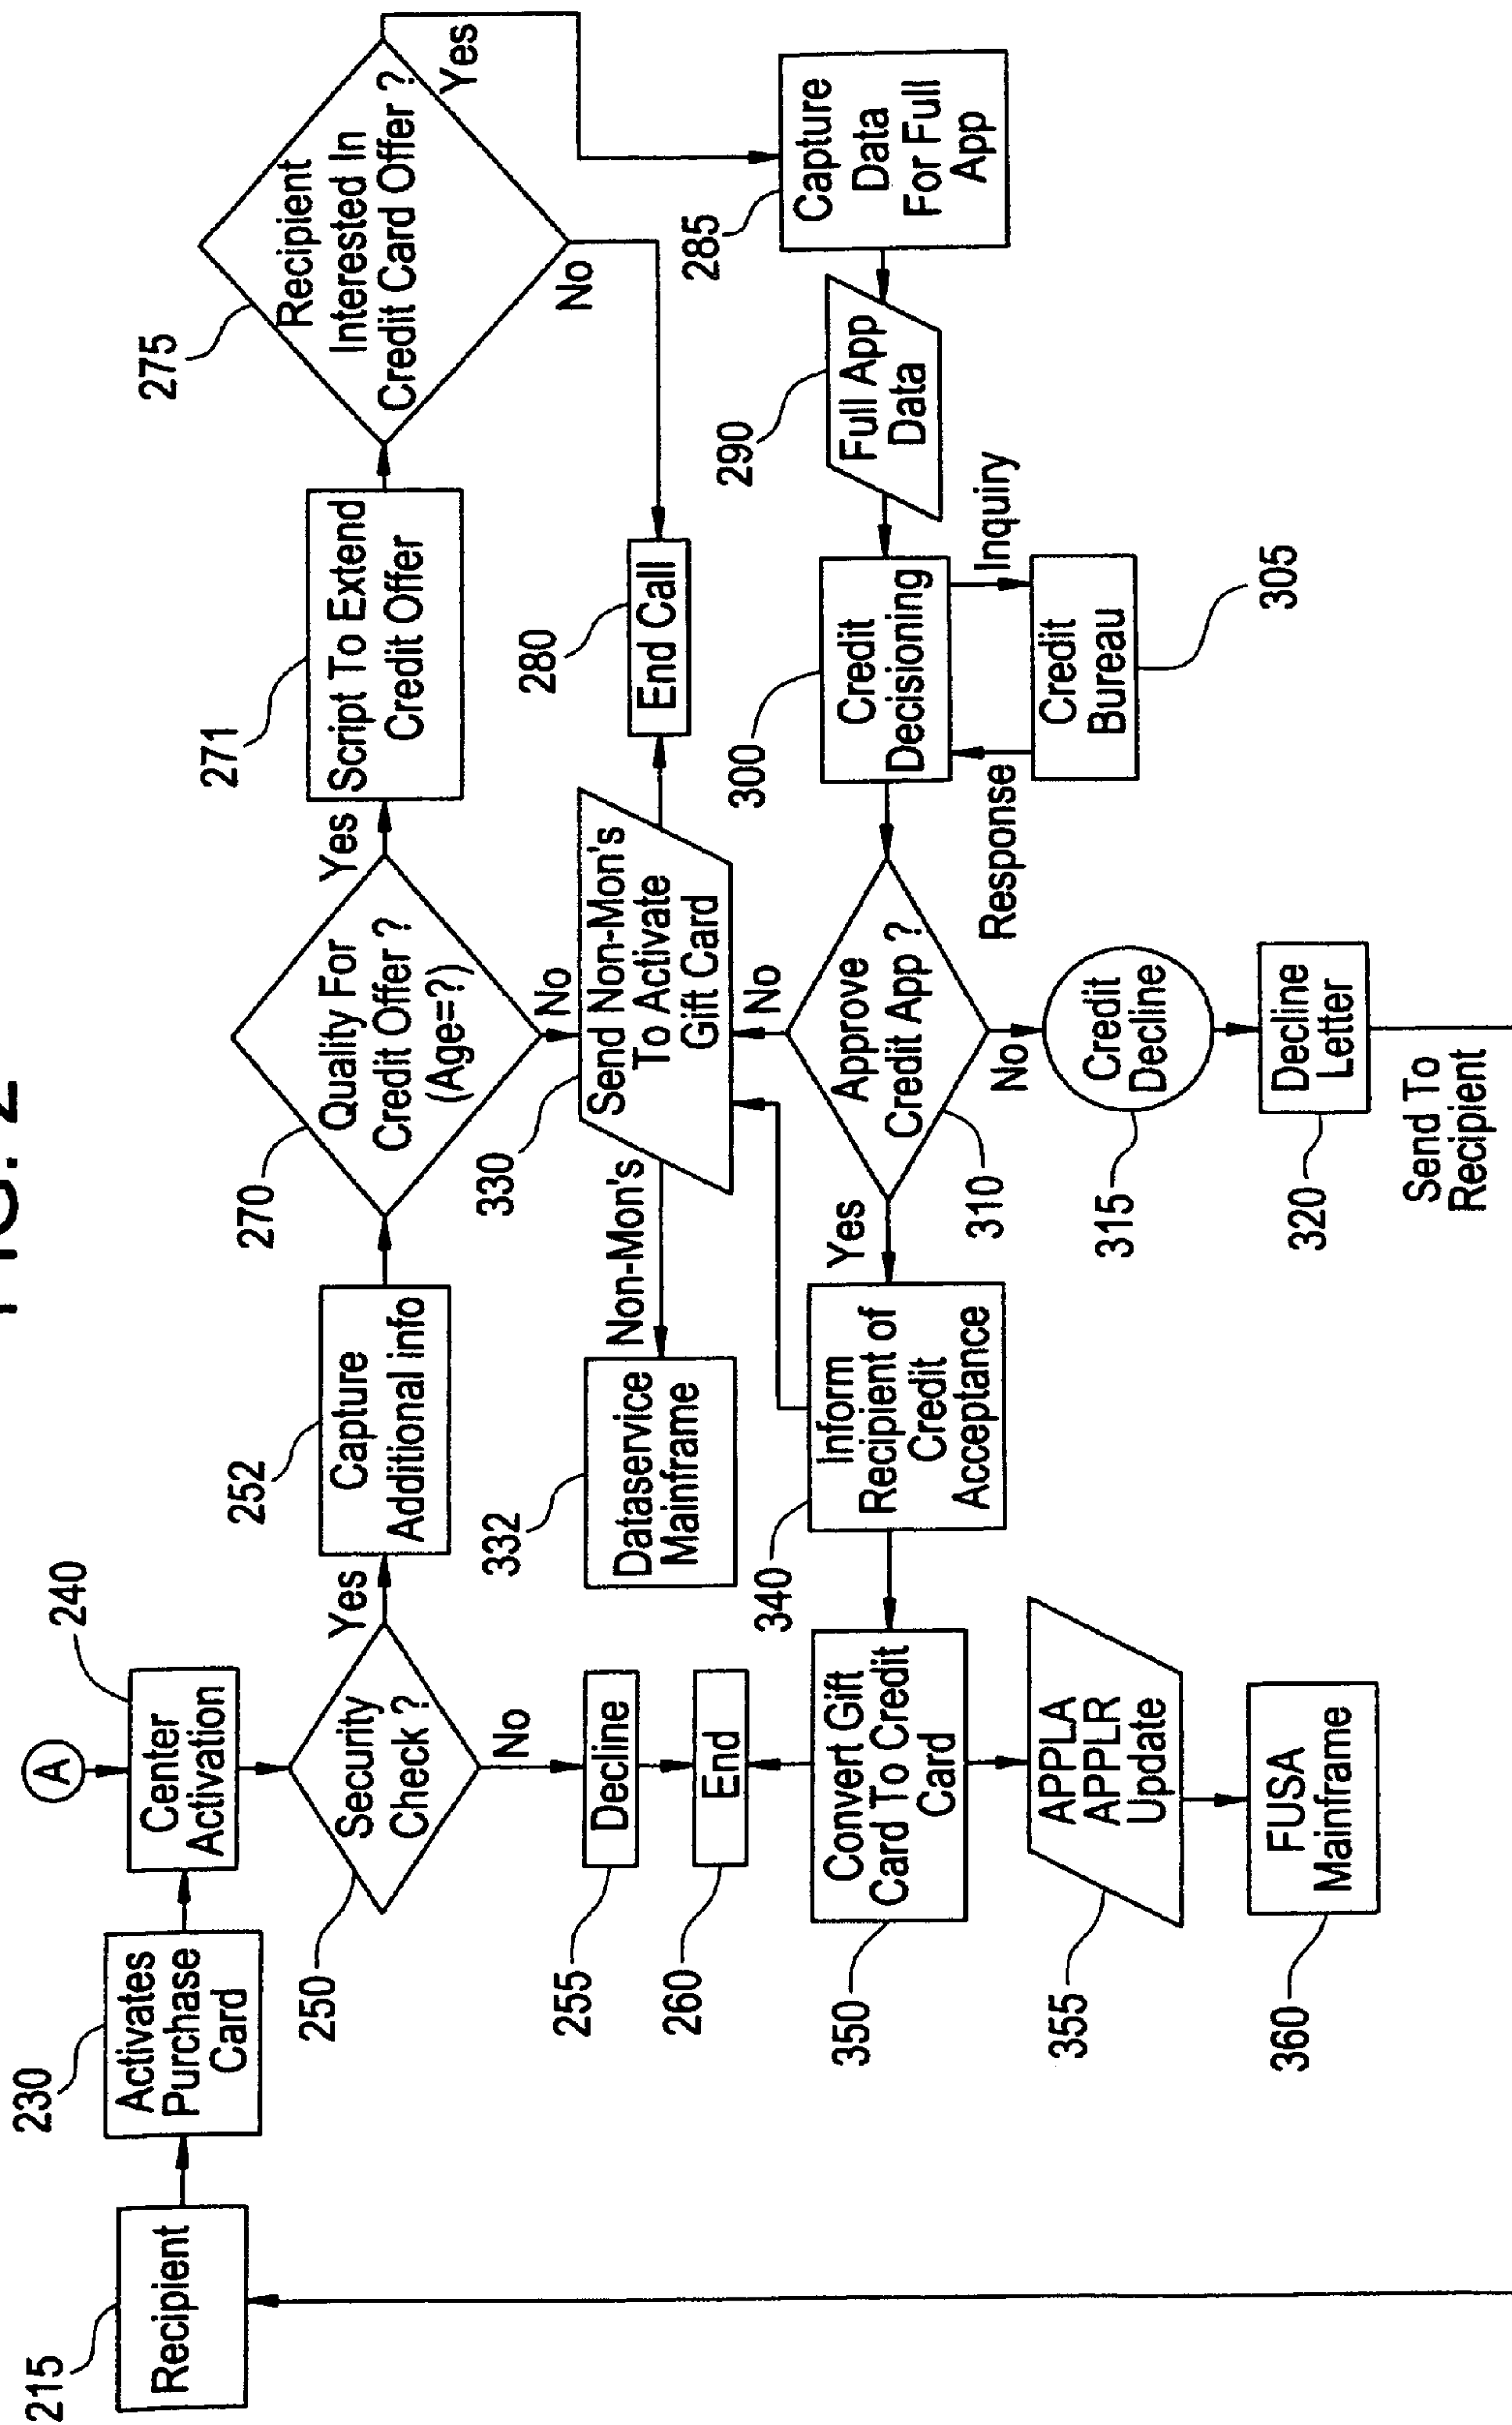 FIG. 2
A
240
Center
Activation
230
Activates
Purchase
Card
215
Recipient
250
Security
Check ?
Yes
No
252
Capture
Additional info
270
Quality For
Credit Offer ?
(Age=?)
Yes
No
271
Script To Extend
Credit Offer
275
Recipient
Interested In
Credit Card Offer ?
Yes
No
255
Decline
260
End
332
Dataservice
Mainframe
Non-Mon's
330
Send Non-Mon's
To Activate
Gift Card
280
End Call
285
Capture
Data
For Full
App
290
Full App
Data
300
Credit
Decisioning
Inquiry
Response
Credit
Bureau
305
310
Approve
Credit App ?
No
Yes
No
340
Inform
Recipient of
Credit
Acceptance
350
Convert Gift
Card To Credit
Card
355
APPLA
APPLR
Update
360
FUSA
Mainframe
315
Credit
Decline
320
Decline
Letter
Send To
Recipient